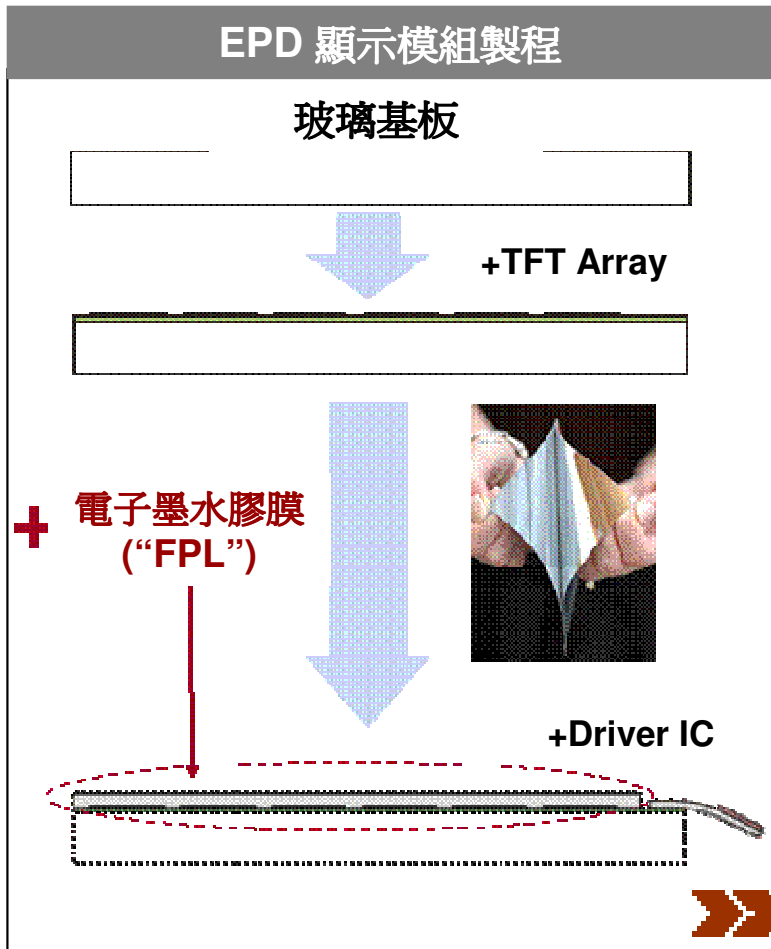 EPD 顯示模組製程
玻璃基板
+TFT Array
+ 電子墨水膠膜
(“FPL”)
+Driver IC